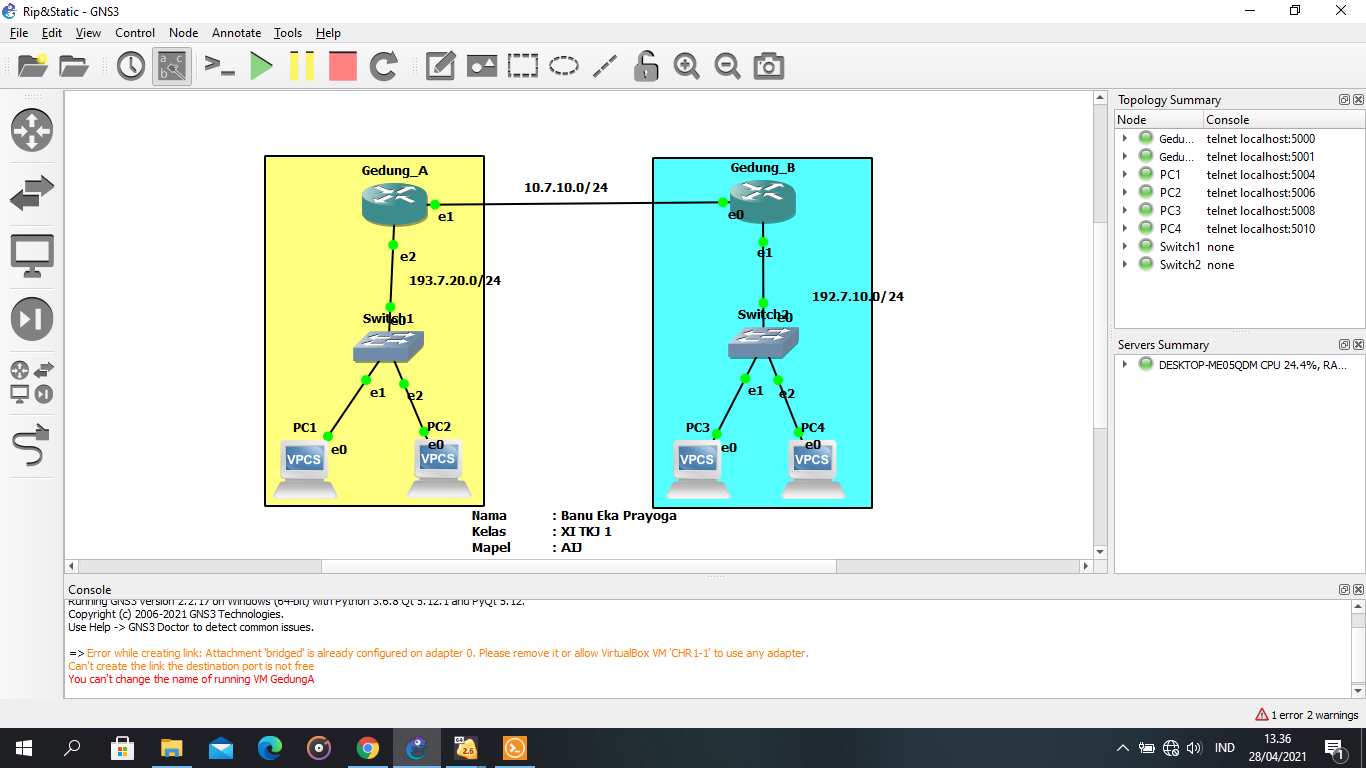 Rip&Static - GNS3
File Edit View Control Node Annotate Tools Help
Topology Summary
Node Console
Gedu... telnet localhost:5000
Gedu... telnet localhost:5001
PC1 telnet localhost:5004
PC2 telnet localhost:5006
PC3 telnet localhost:5008
PC4 telnet localhost:5010
Switch1 none
Switch2 none
Servers Summary
DESKTOP-ME05QDM CPU 24.4%, RA...
Gedung_A
e1
e2
10.7.10.0/24
193.7.20.0/24
Switch1
e0
e1
e2
PC1
e0
VPCS
PC2
e0
VPCS
Gedung_B
e0
e1
192.7.10.0/24
Switch2
e0
e1
e2
PC3
e0
VPCS
PC4
e0
VPCS
Nama : Banu Eka Prayoga
Kelas : XI TKJ 1
Mapel : AIJ
Console
Running GNS3 version 2.2.17 on Windows (64-bit) with Python 3.6.8 Qt 5.12.1 and PyQt 5.12.
Copyright (c) 2006-2021 GNS3 Technologies.
Use Help -> GNS3 Doctor to detect common issues.
=> Error while creating link: Attachment 'bridged' is already configured on adapter 0. Please remove it or allow VirtualBox VM 'CHR1-1' to use any adapter.
Can't create the link the destination port is not free
You can't change the name of running VM GedungA
1 error 2 warnings
64
2.6
IND
13.36
28/04/2021
1